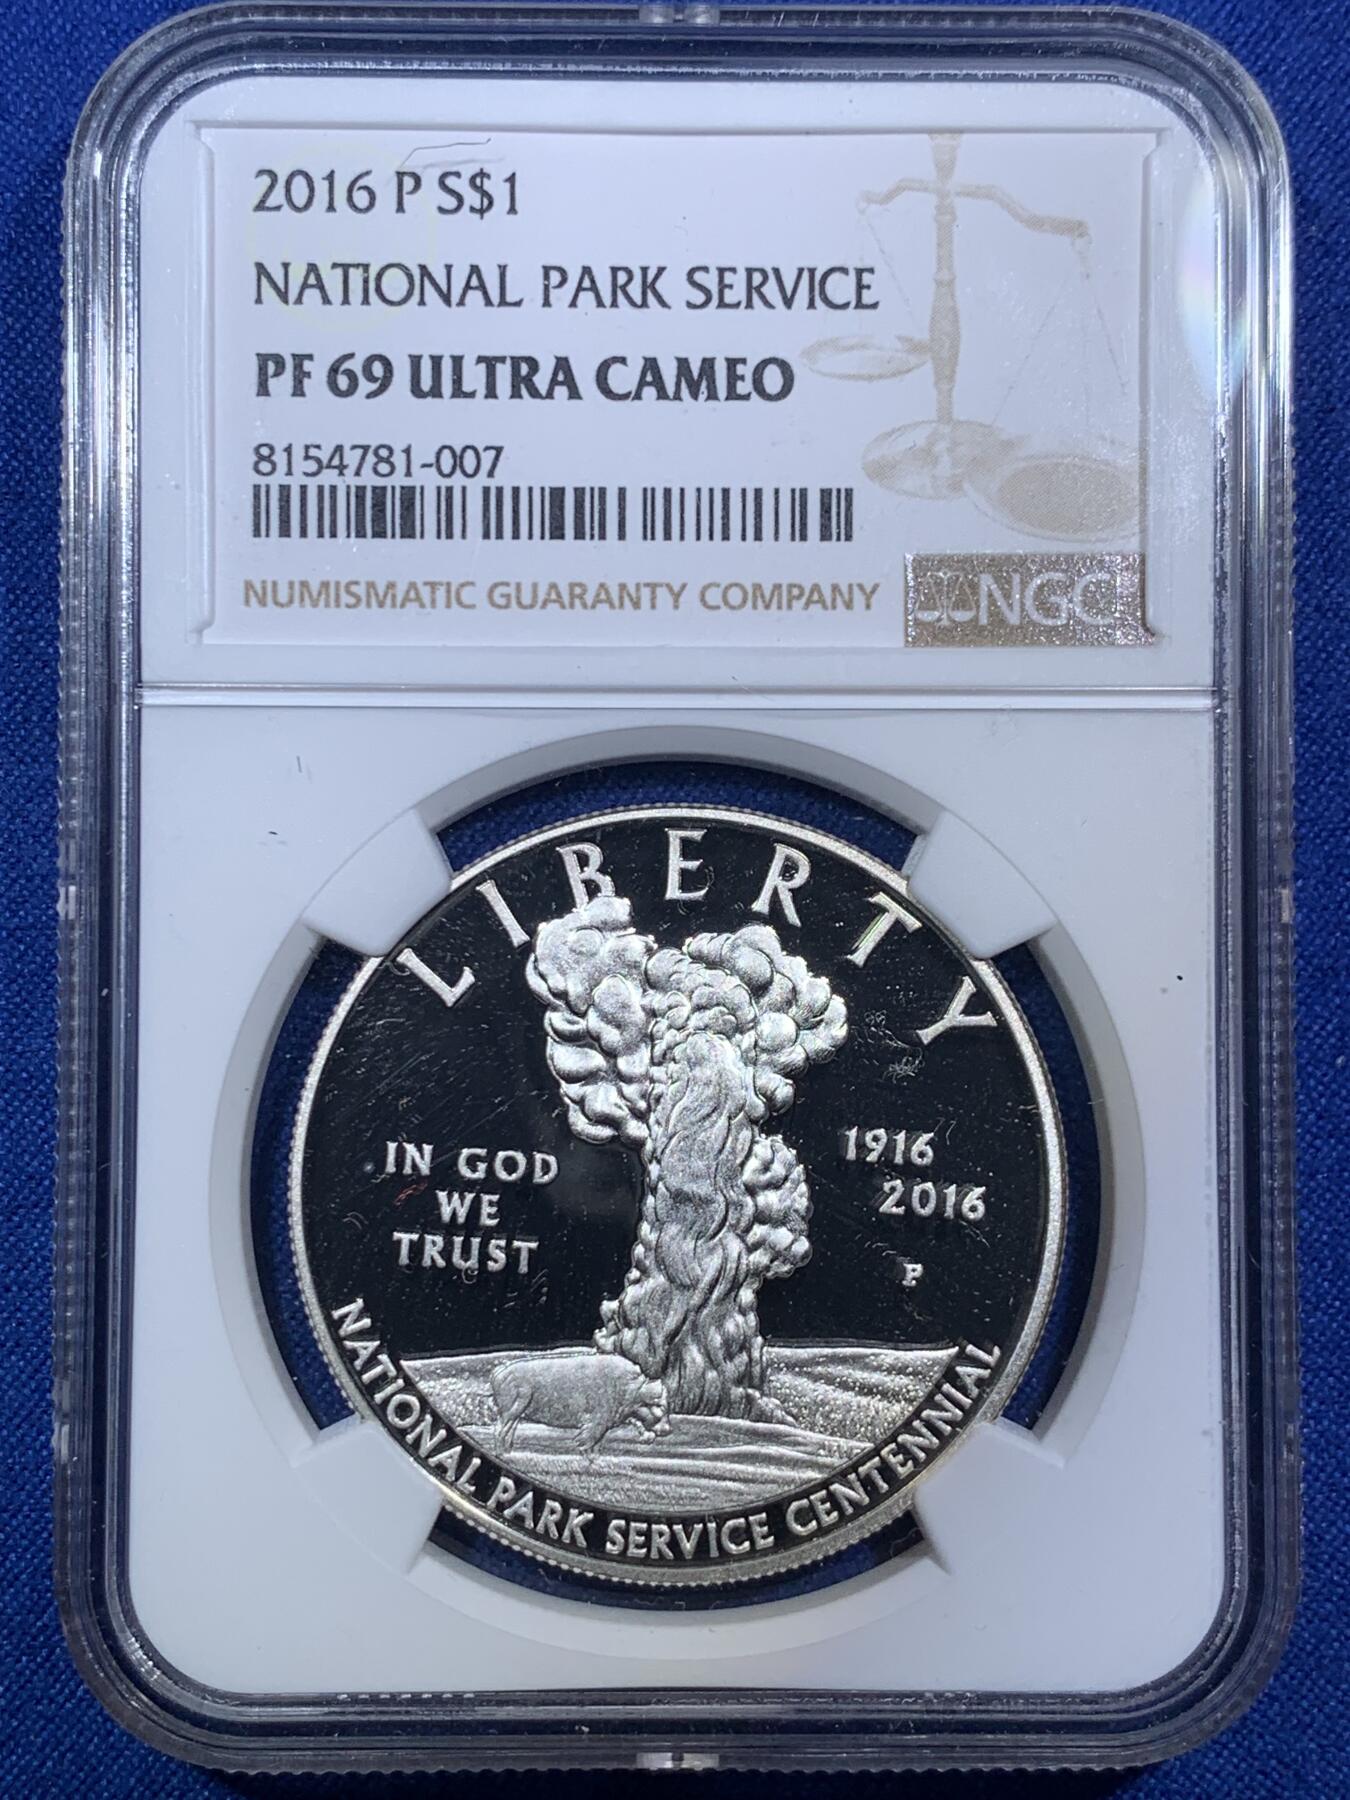 2016 P S$1
NATIONAL PARK SERVICE
PF 69 ULTRA CAMEO
8154781-007
NUMISMATIC GUARANTY COMPANY
NGC
LIBERTY
IN GOD
WE
TRUST
1916
2016
P
NATIONAL PARK SERVICE CENTENNIAL